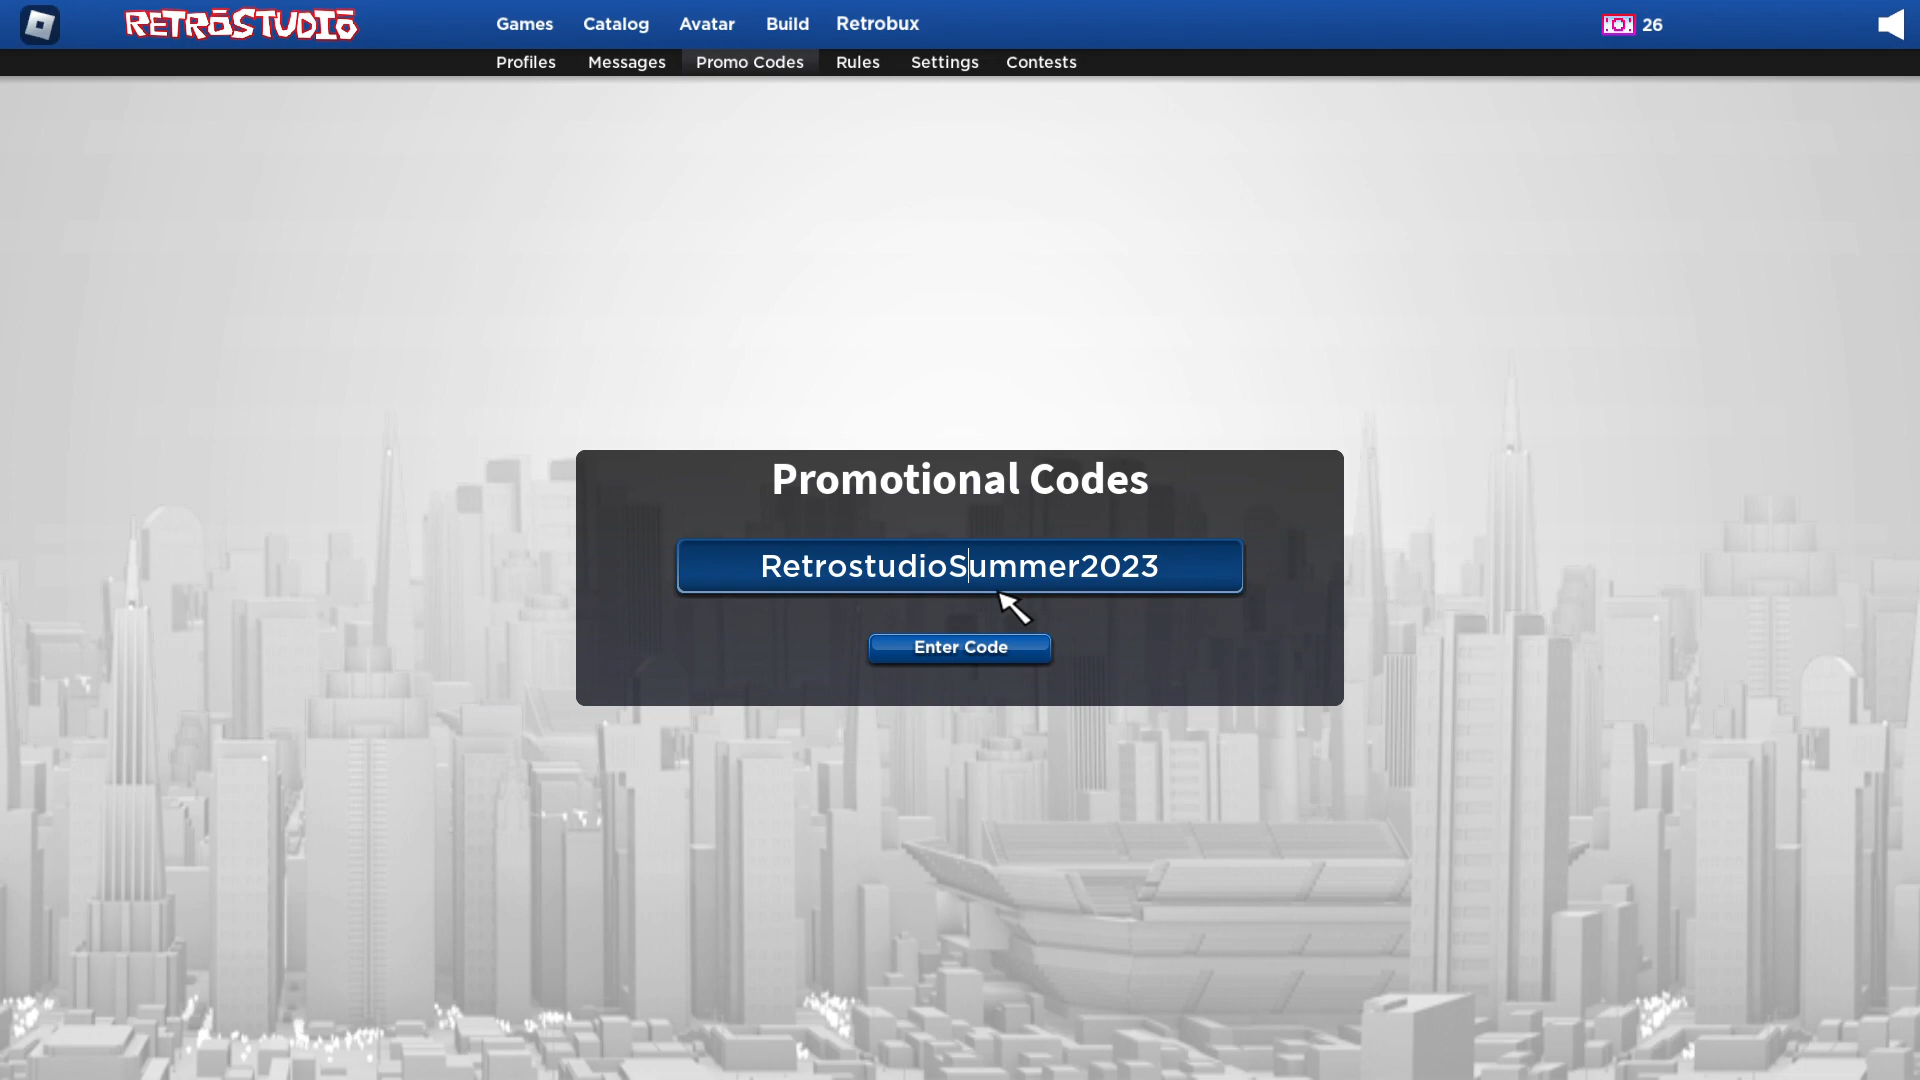 RETROSTUDIO Games Catalog Avatar Build Retrobux 26
Profiles Messages Promo Codes Rules Settings Contests
Promotional Codes
RetrostudioSummer2023
Enter Code